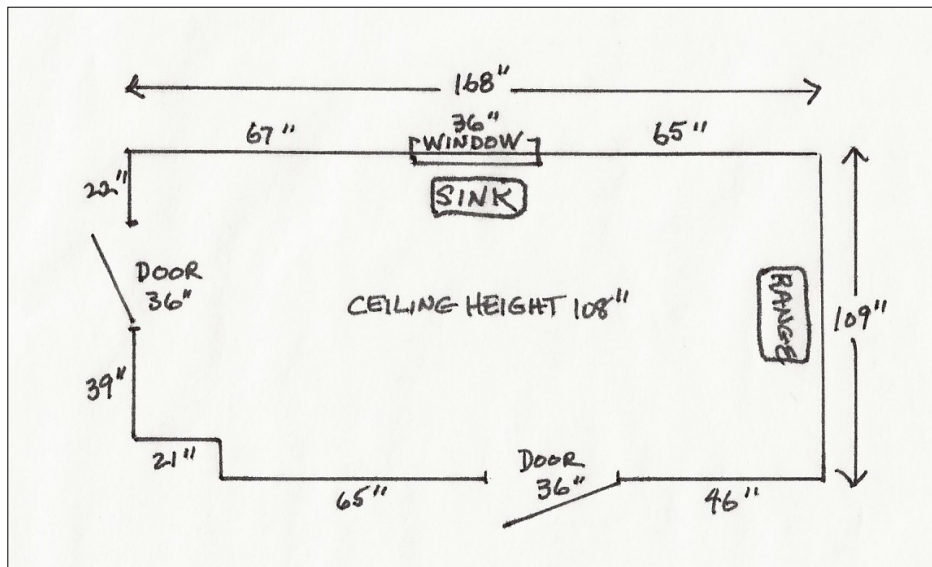 168"
67"
36"
WINDOW
65"
22"
SINK
DOOR
36"
CEILING HEIGHT 108"
RANGE
109"
39"
21"
65"
DOOR
36"
46"